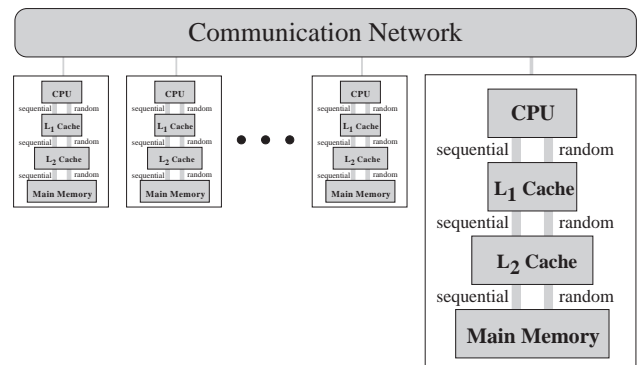 Communication Network
CPU
sequential random
L1 Cache
sequential random
L2 Cache
sequential random
Main Memory
CPU
sequential random
L1 Cache
sequential random
L2 Cache
sequential random
Main Memory
CPU
sequential random
L1 Cache
sequential random
L2 Cache
sequential random
Main Memory
CPU
sequential random
L1 Cache
sequential random
L2 Cache
sequential random
Main Memory